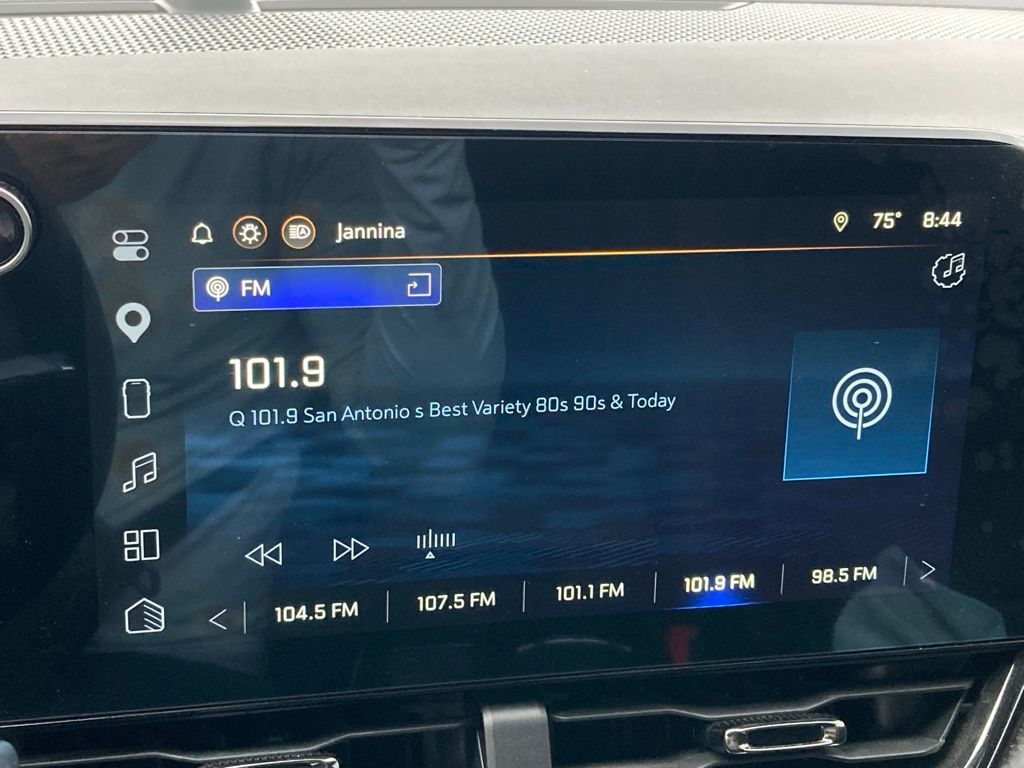 Jannina 75° 8:44
FM
101.9
Q 101.9 San Antonio s Best Variety 80s 90s & Today
104.5 FM 107.5 FM 101.1 FM 101.9 FM 98.5 FM